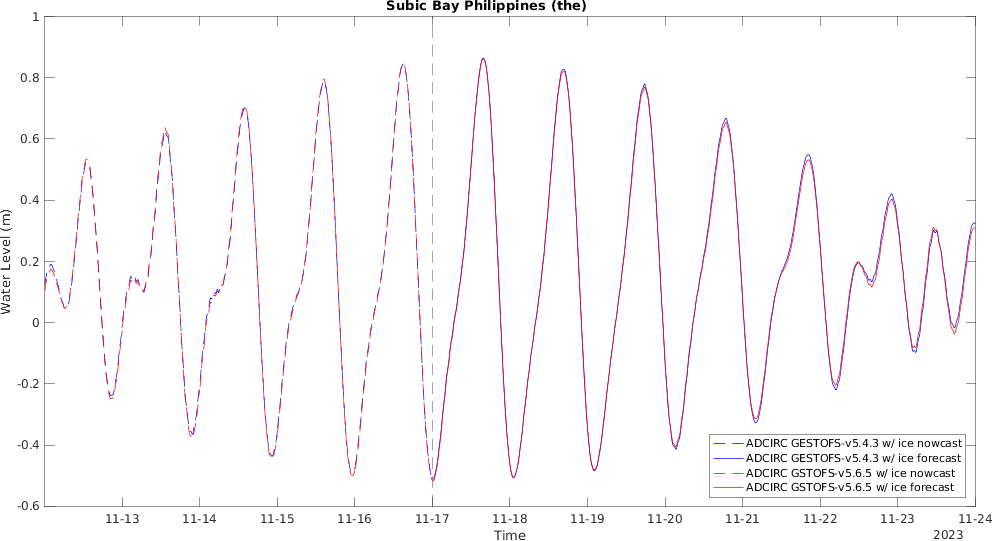 Subic Bay Philippines (the)
Water Level (m)
1
0.8
0.6
0.4
0.2
0
-0.2
-0.4
-0.6
ADCIRC GESTOFS-v5.4.3 w/ ice nowcast
ADCIRC GESTOFS-v5.4.3 w/ ice forecast
ADCIRC GSTOFS-v5.6.5 w/ ice nowcast
ADCIRC GSTOFS-v5.6.5 w/ ice forecast
11-13 11-14 11-15 11-16 11-17 11-18 11-19 11-20 11-21 11-22 11-23 11-24
Time
2023